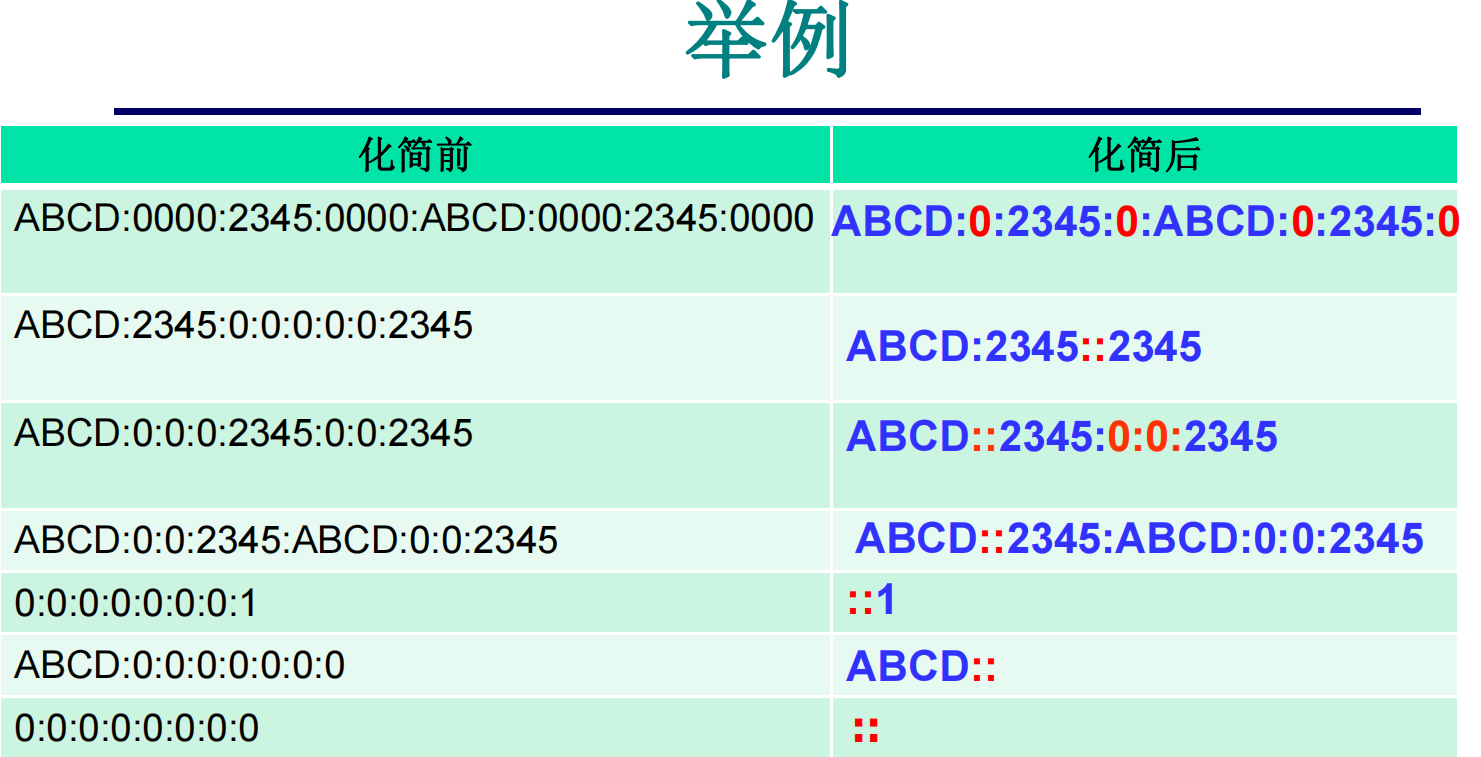 举例
化简前 化简后
ABCD:0000:2345:0000:ABCD:0000:2345:0000 ABCD:0:2345:0:ABCD:0:2345:0
ABCD:2345:0:0:0:0:0:2345 ABCD:2345::2345
ABCD:0:0:0:2345:0:0:2345 ABCD::2345:0:0:2345
ABCD:0:0:2345:ABCD:0:0:2345 ABCD::2345:ABCD:0:0:2345
0:0:0:0:0:0:0:1 ::1
ABCD:0:0:0:0:0:0:0 ABCD::
0:0:0:0:0:0:0:0 ::